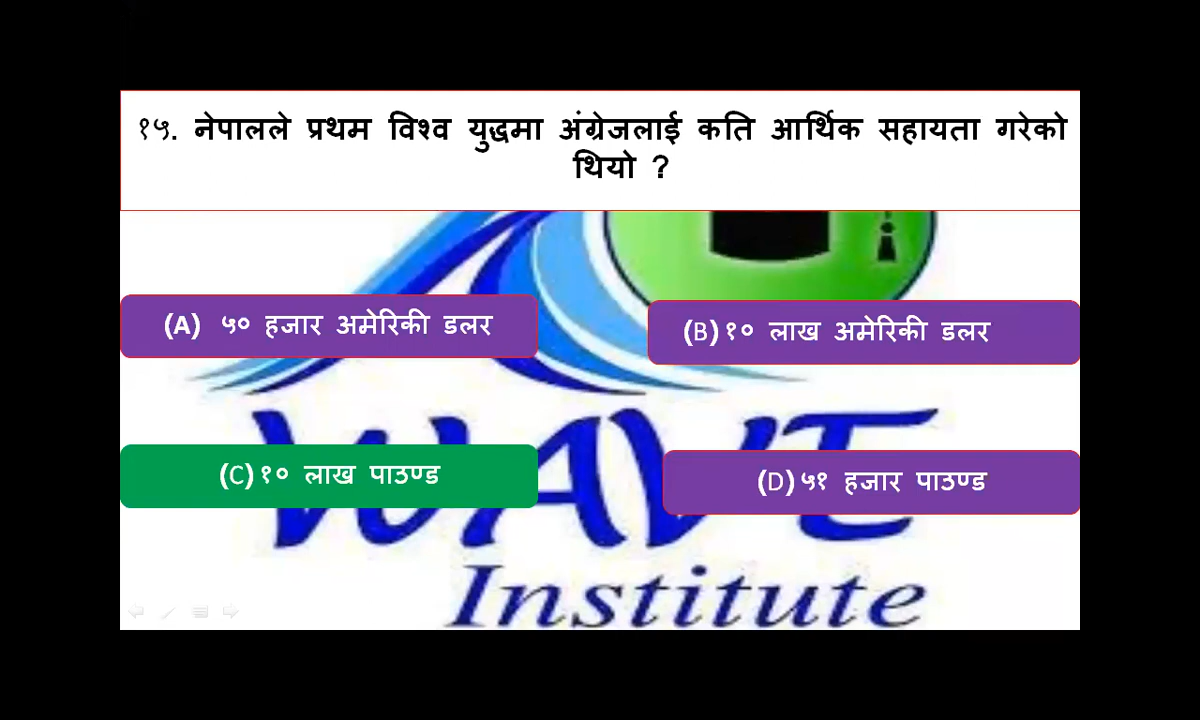 १५. नेपालले प्रथम विश्व युद्धमा अंग्रेजलाई कति आर्थिक सहायता गरेको
थियो ?
(A) ५० हजार अमेरिकी डलर
(B) १० लाख अमेरिकी डलर
(C) १० लाख पाउण्ड
(D) ५१ हजार पाउण्ड
WAVE
Institute